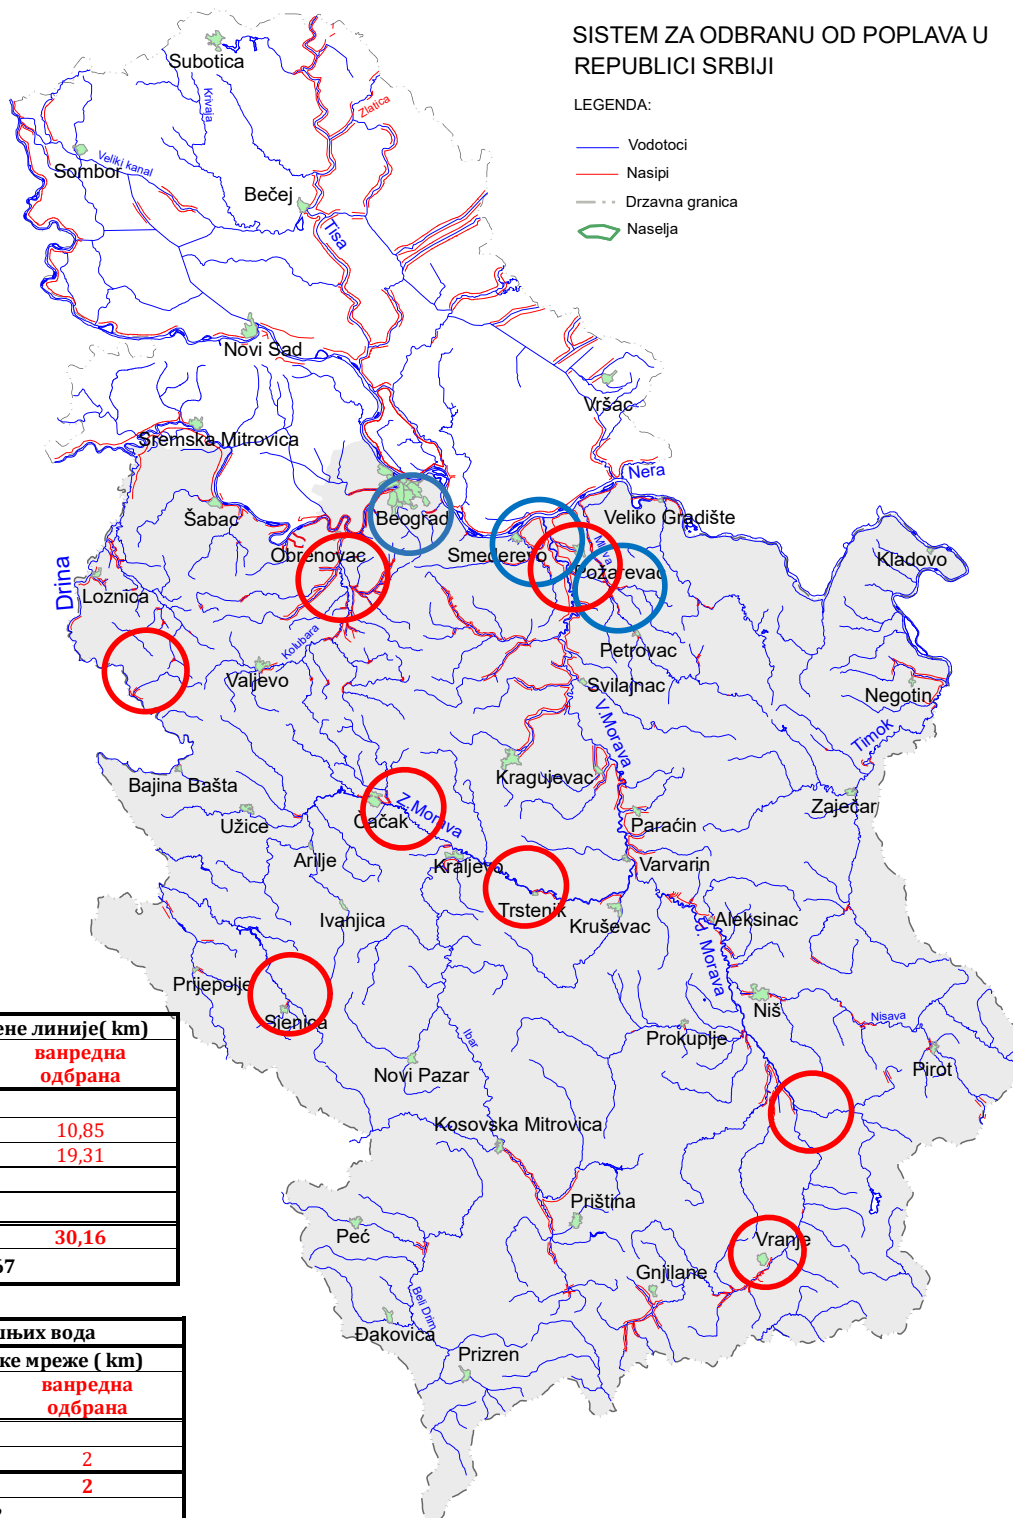 SISTEM ZA ODBRANU OD POPLAVA U
REPUBLICI SRBIJI
LEGENDA:
Vodotoci
Nasipi
Drzavna granica
Naselja
Subotica
Krivaja
Zlatica
Sombor
Veliki kanal
Bečej
Tisa
Novi Sad
Vršac
Sremska Mitrovica
Nera
Šabac
Beograd
Veliko Gradište
Obrenovac
Smederevo
Mlava
Kladovo
Drina
Loznica
Požarevac
Kolubara
Petrovac
Valjevo
Svilajnac
Negotin
V.Morava
Timok
Bajina Bašta
Kragujevac
Zaječar
Užice
Čačak
Z.Morava
Paraćin
Arilje
Kraljevo
Varvarin
Ivanjica
Trstenik
Kruševac
Aleksinac
J. Morava
Prijepolje
Sjenica
Niš
Nisava
Ibar
Prokuplje
Pirot
Novi Pazar
Kosovska Mitrovica
Priština
Peć
Vranje
Gnjilane
Beli Drim
Đakovica
Prizren
ене линије( km)
ванредна
одбрана
10,85
19,31
30,16
67
шњих вода
ке мреже ( km)
ванредна
одбрана
2
2